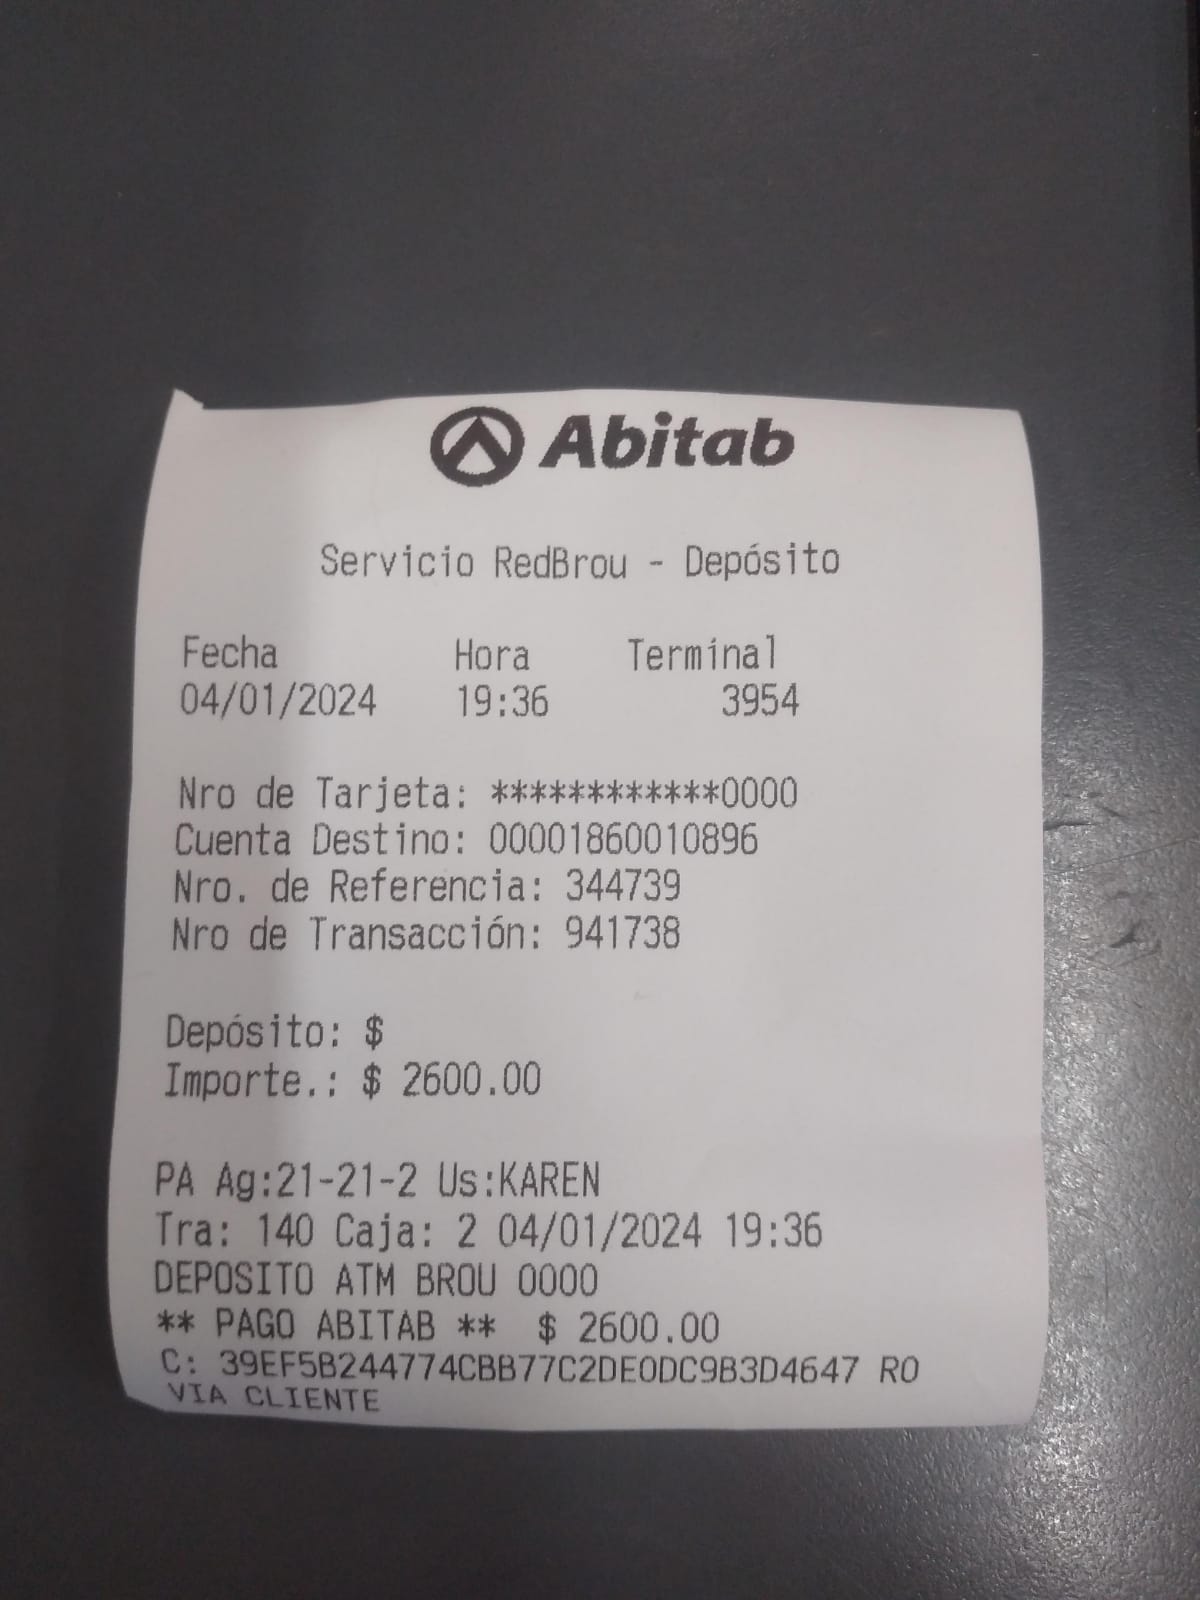 Abitab
Servicio RedBrou - Depósito
Fecha Hora Terminal
04/01/2024 19:36 3954
Nro de Tarjeta: ************0000
Cuenta Destino: 00001860010896
Nro. de Referencia: 344739
Nro de Transacción: 941738
Depósito: $
Importe.: $ 2600.00
PA Ag:21-21-2 Us:KAREN
Tra: 140 Caja: 2 04/01/2024 19:36
DEPOSITO ATM BROU 0000
** PAGO ABITAB ** $ 2600.00
C: 39EF5B244774CBB77C2DE0DC9B3D4647 RO
VIA CLIENTE